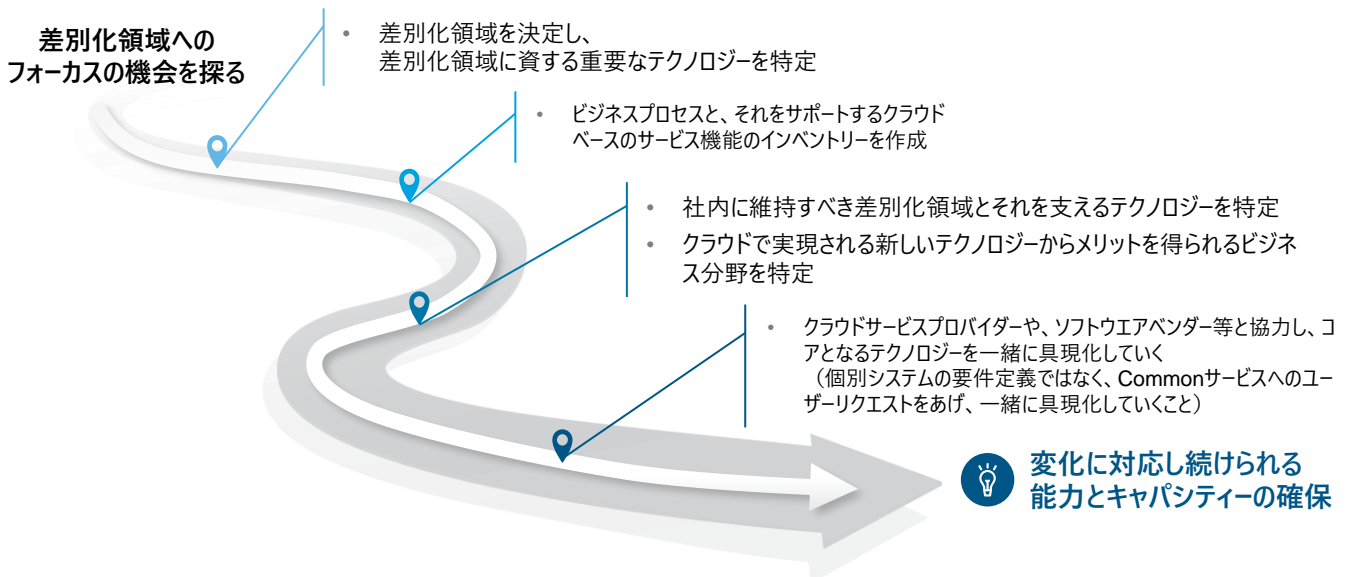 差別化領域への
フォーカスの機会を探る
• 差別化領域を決定し、
差別化領域に資する重要なテクノロジーを特定
• ビジネスプロセスと、それをサポートするクラウド
ベースのサービス機能のインベントリーを作成
• 社内に維持すべき差別化領域とそれを支えるテクノロジーを特定
• クラウドで実現される新しいテクノロジーからメリットを得られるビジネ
ス分野を特定
• クラウドサービスプロバイダーや、ソフトウエアベンダー等と協力し、コ
アとなるテクノロジーを一緒に具現化していく
（個別システムの要件定義ではなく、Commonサービスへのユー
ザーリクエストをあげ、一緒に具現化していくこと）
変化に対応し続けられる
能力とキャパシティーの確保